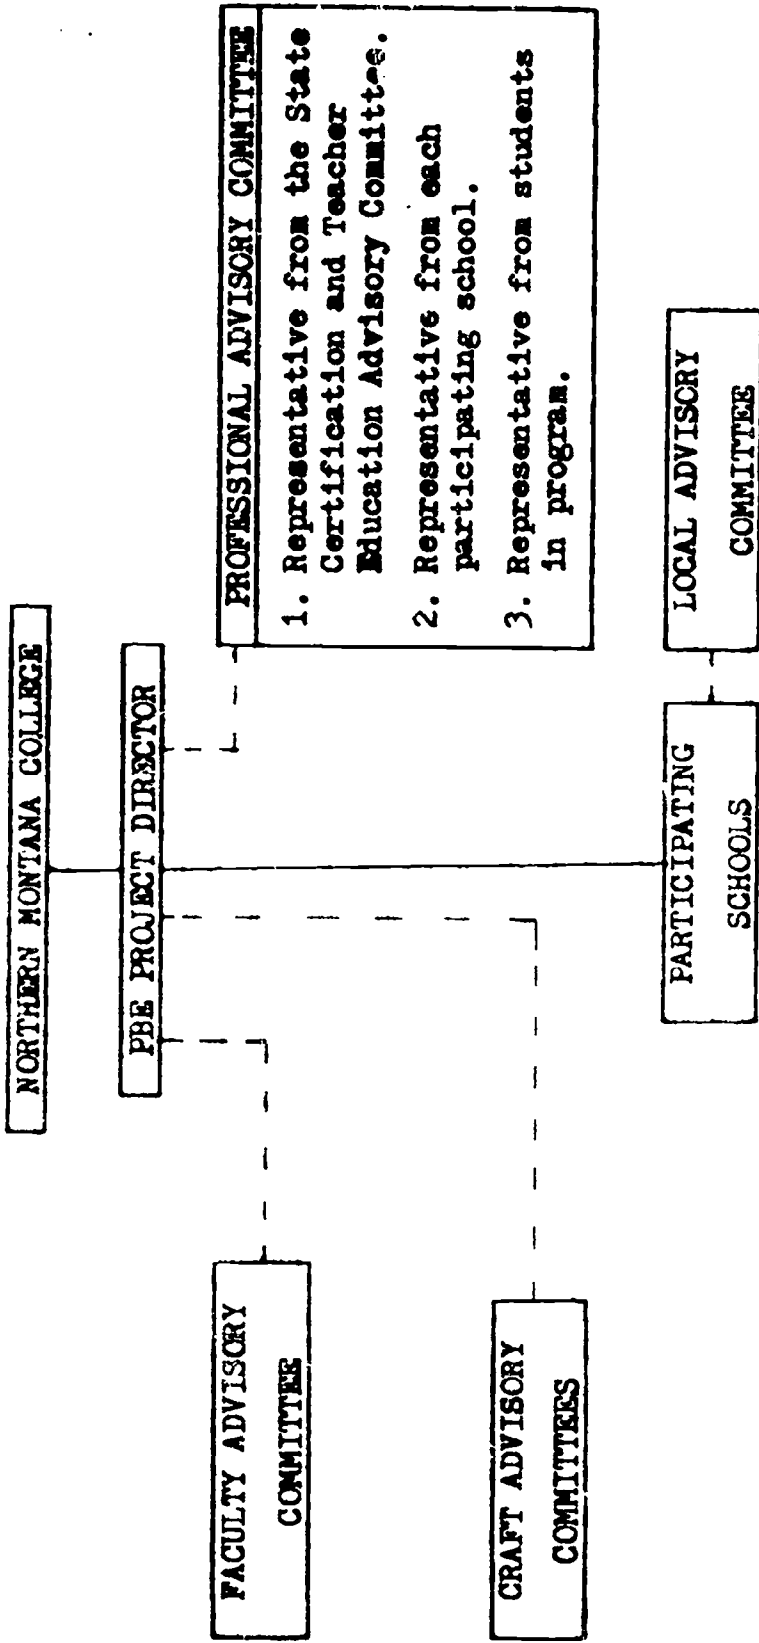 NORTHERN MONTANA COLLEGE
PBE PROJECT DIRECTOR
PROFESSIONAL ADVISORY COMMITTEE
1. Representative from the State
Certification and Teacher
Education Advisory Committee.
2. Representative from each
participating school.
3. Representative from students
in program.
FACULTY ADVISORY
COMMITTEE
CRAFT ADVISORY
COMMITTEES
PARTICIPATING
SCHOOLS
LOCAL ADVISORY
COMMITTEE